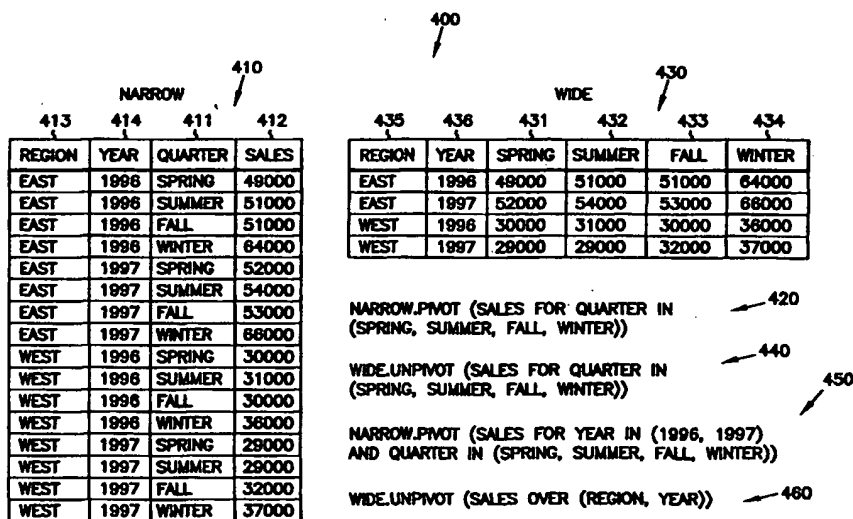 400
410
NARROW
413 414 411 412
REGION YEAR QUARTER SALES
EAST 1996 SPRING 49000
EAST 1996 SUMMER 51000
EAST 1996 FALL 51000
EAST 1996 WINTER 64000
EAST 1997 SPRING 52000
EAST 1997 SUMMER 54000
EAST 1997 FALL 53000
EAST 1997 WINTER 66000
WEST 1996 SPRING 30000
WEST 1996 SUMMER 31000
WEST 1996 FALL 30000
WEST 1996 WINTER 36000
WEST 1997 SPRING 29000
WEST 1997 SUMMER 29000
WEST 1997 FALL 32000
WEST 1997 WINTER 37000
430
WIDE
435 436 431 432 433 434
REGION YEAR SPRING SUMMER FALL WINTER
EAST 1996 49000 51000 51000 64000
EAST 1997 52000 54000 53000 66000
WEST 1996 30000 31000 30000 36000
WEST 1997 29000 29000 32000 37000
NARROW.PIVOT (SALES FOR QUARTER IN 420
(SPRING, SUMMER, FALL, WINTER))
WIDE.UNPIVOT (SALES FOR QUARTER IN 440
(SPRING, SUMMER, FALL, WINTER))
450
NARROW.PIVOT (SALES FOR YEAR IN (1996, 1997)
AND QUARTER IN (SPRING, SUMMER, FALL, WINTER))
WIDE.UNPIVOT (SALES OVER (REGION, YEAR)) 460